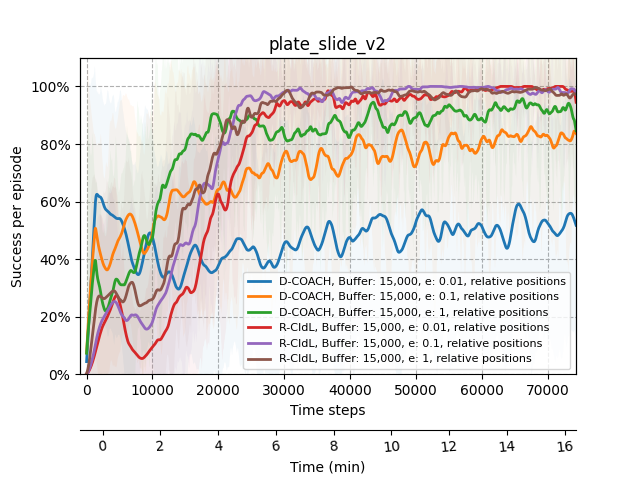 plate_slide_v2
Success per episode
100%
80%
60%
40%
20%
0%
D-COACH, Buffer: 15,000, e: 0.01, relative positions
D-COACH, Buffer: 15,000, e: 0.1, relative positions
D-COACH, Buffer: 15,000, e: 1, relative positions
R-CIdL, Buffer: 15,000, e: 0.01, relative positions
R-CIdL, Buffer: 15,000, e: 0.1, relative positions
R-CIdL, Buffer: 15,000, e: 1, relative positions
0 10000 20000 30000 40000 50000 60000 70000
Time steps
0 2 4 6 8 10 12 14 16
Time (min)